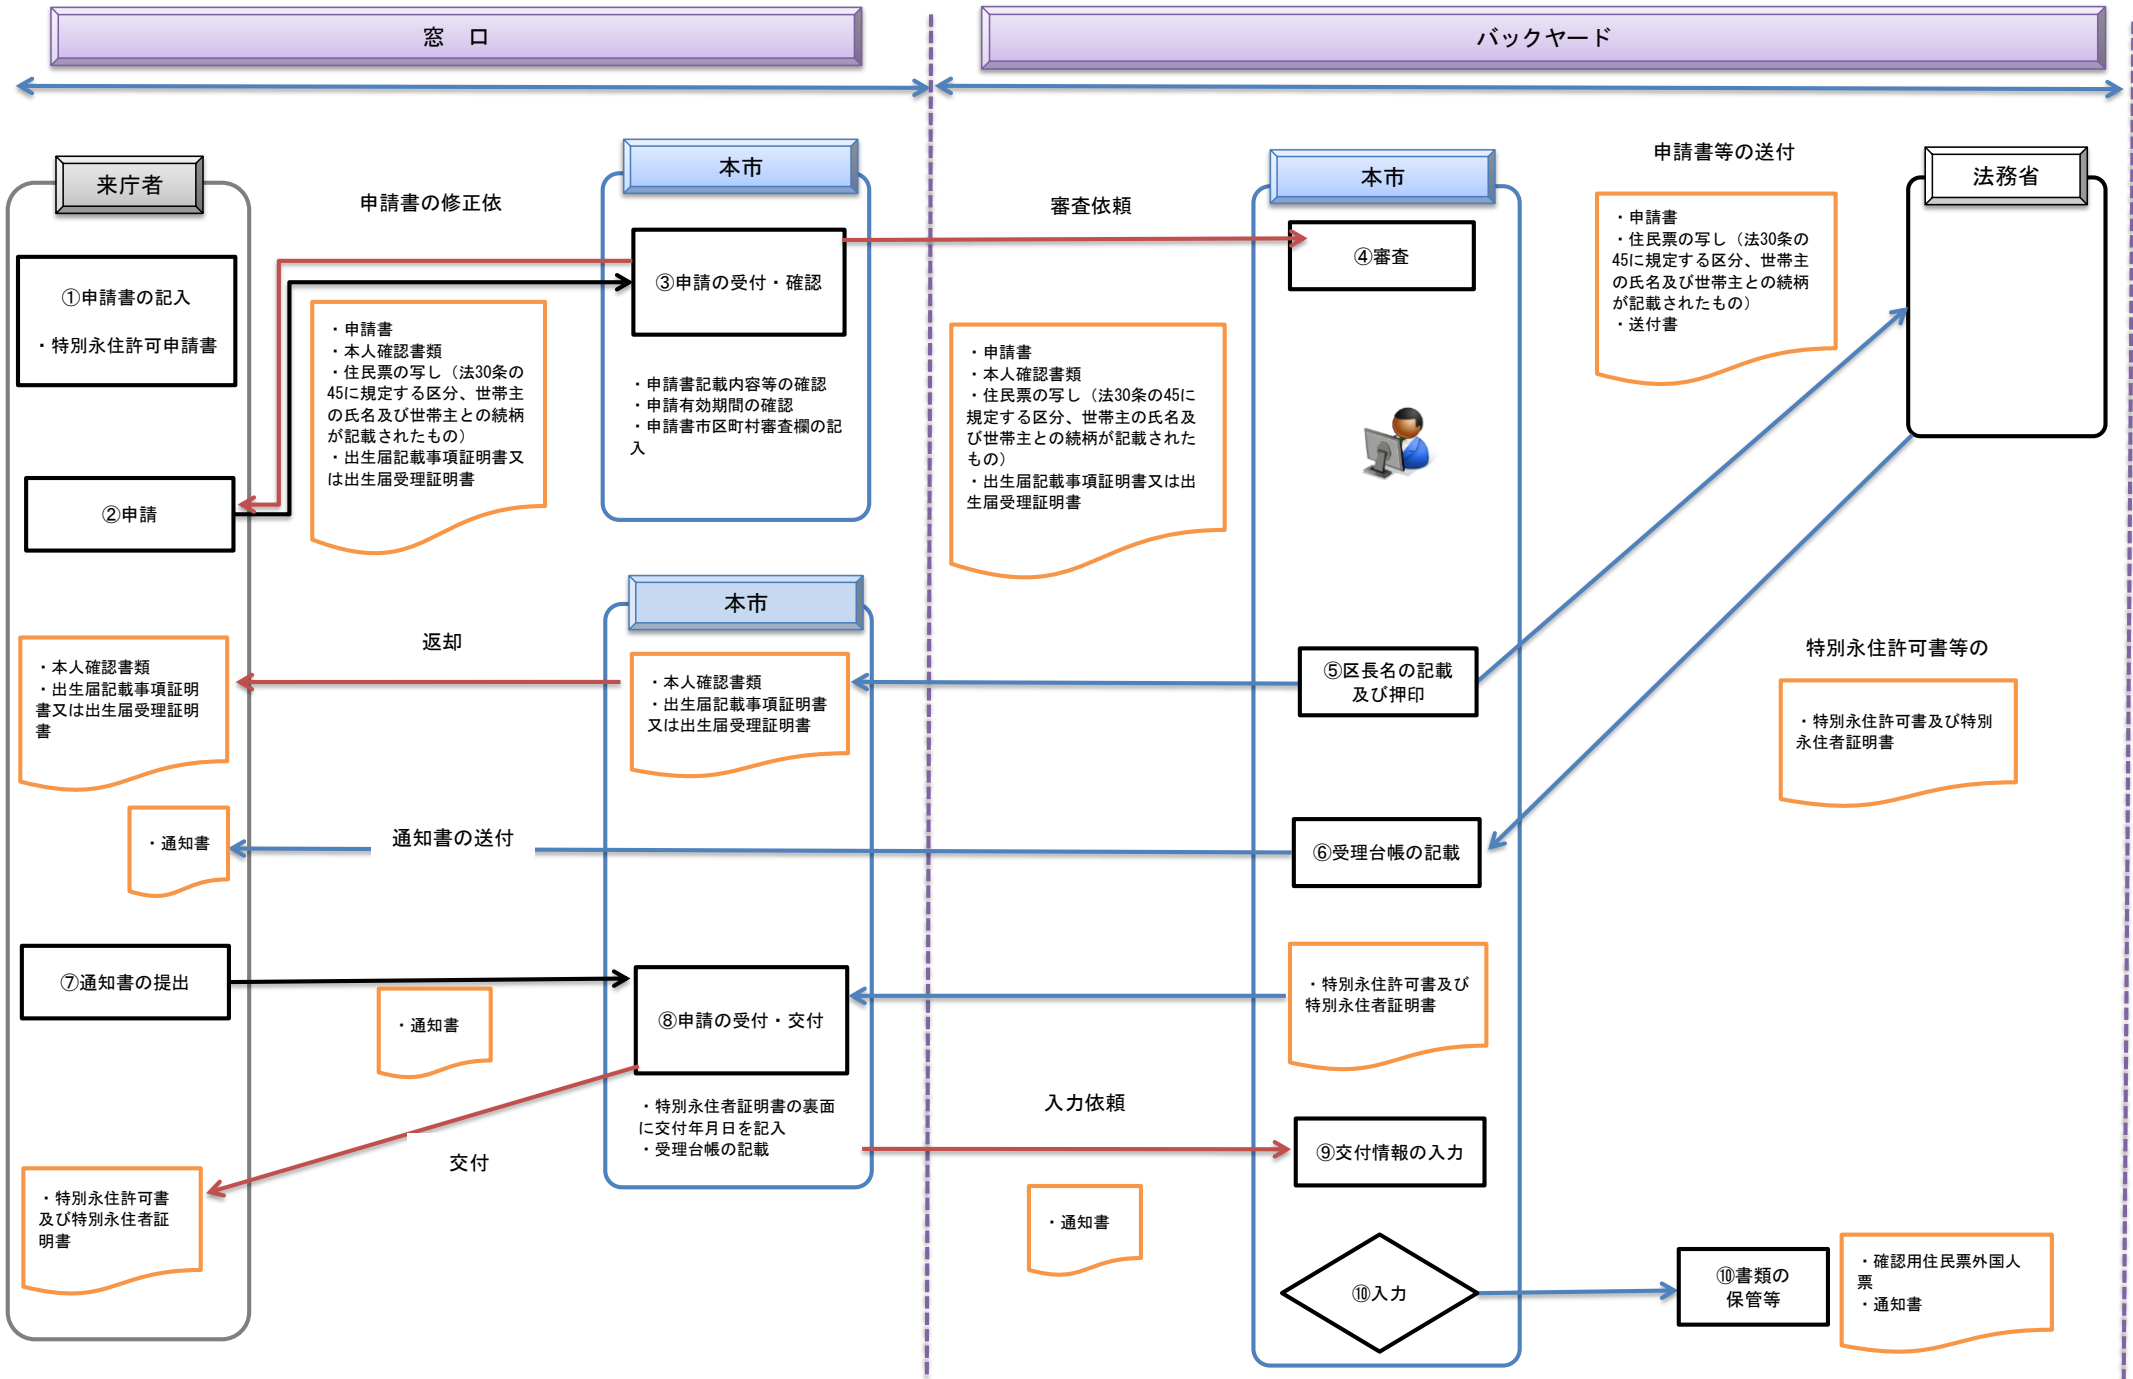 窓　口
バックヤード
来庁者
本市
本市
法務省
申請書の修正依
審査依頼
申請書等の送付
①申請書の記入
・特別永住許可申請書
②申請
・申請書
・本人確認書類
・住民票の写し（法30条の
45に規定する区分、世帯主
の氏名及び世帯主との続柄
が記載されたもの）
・出生届記載事項証明書又
は出生届受理証明書
③申請の受付・確認
・申請書記載内容等の確認
・申請有効期間の確認
・申請書市区町村審査欄の記
入
・申請書
・本人確認書類
・住民票の写し（法30条の45に
規定する区分、世帯主の氏名及
び世帯主との続柄が記載された
もの）
・出生届記載事項証明書又は出
生届受理証明書
④審査
・申請書
・住民票の写し（法30条の
45に規定する区分、世帯主
の氏名及び世帯主との続柄
が記載されたもの）
・送付書
本市
返却
・本人確認書類
・出生届記載事項証明
書又は出生届受理証明
書
・本人確認書類
・出生届記載事項証明書
又は出生届受理証明書
⑤区長名の記載
及び押印
特別永住許可書等の
・特別永住許可書及び特別
永住者証明書
・通知書
通知書の送付
⑥受理台帳の記載
⑦通知書の提出
・通知書
⑧申請の受付・交付
・特別永住許可書及び
特別永住者証明書
・特別永住者証明書の裏面
に交付年月日を記入
・受理台帳の記載
交付
・特別永住許可書
及び特別永住者証
明書
入力依頼
・通知書
⑨交付情報の入力
⑩入力
⑩書類の
保管等
・確認用住民票外国人
票
・通知書